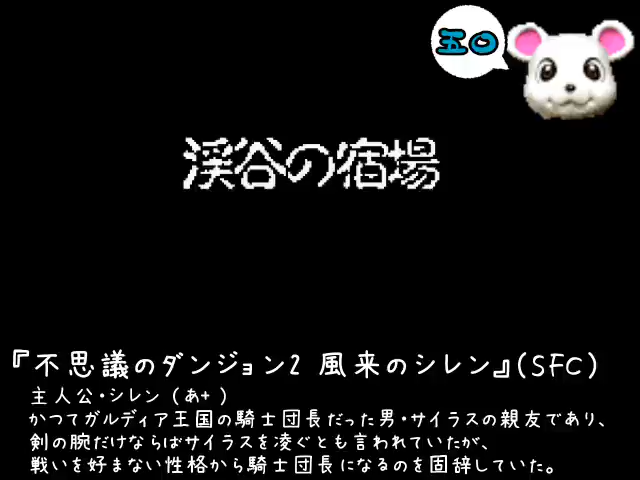 五〇
渓谷の宿場
『不思議のダンジョン2 風来のシレン』(SFC)
主人公・シレン (あ+ )
かつてガルディア王国の騎士団長だった男・サイラスの親友であり、
剣の腕だけならばサイラスを凌ぐとも言われていたが、
戦いを好まない性格から騎士団長になるのを固辞していた。